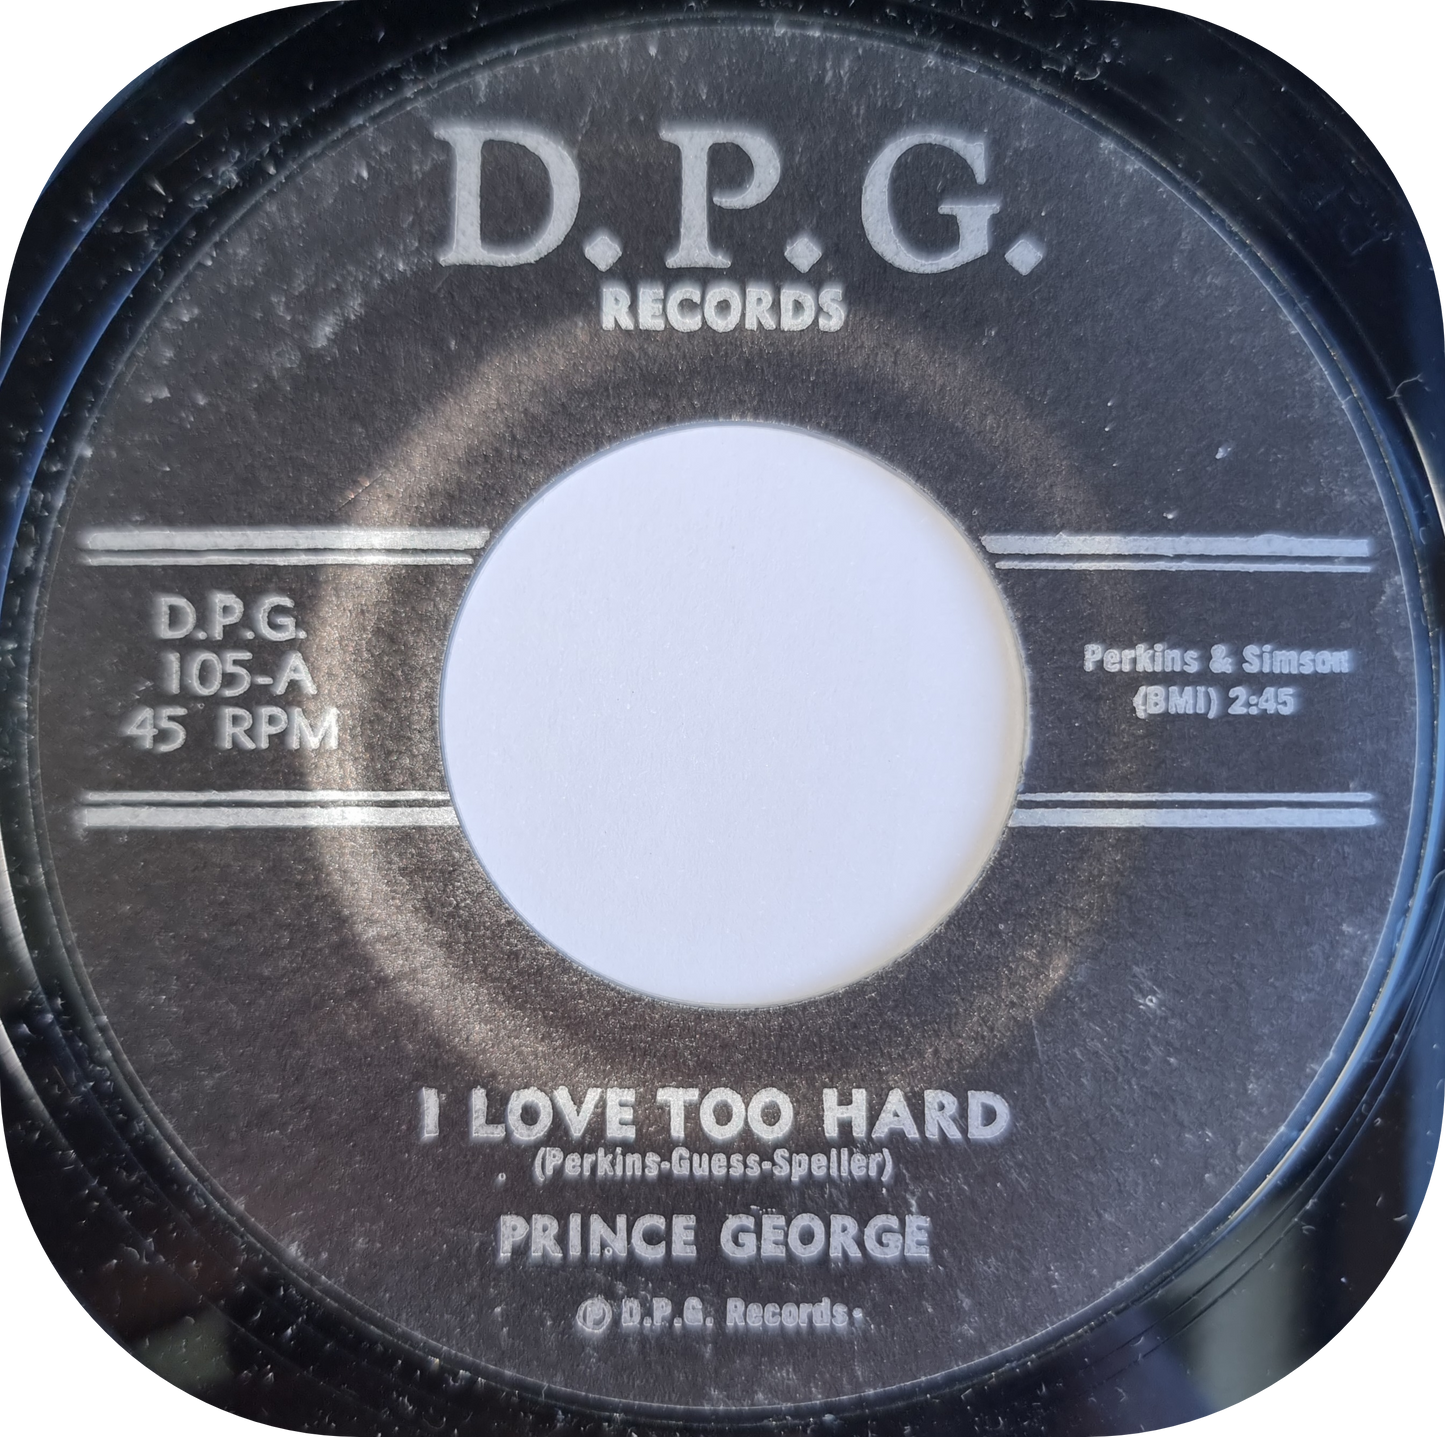 D.P.G.
RECORDS
D.P.G.
105-A
45 RPM
Perkins & Simson
(BMI) 2:45
I LOVE TOO HARD
(Perkins-Guess-Speller)
PRINCE GEORGE
Ⓟ D.P.G. Records·